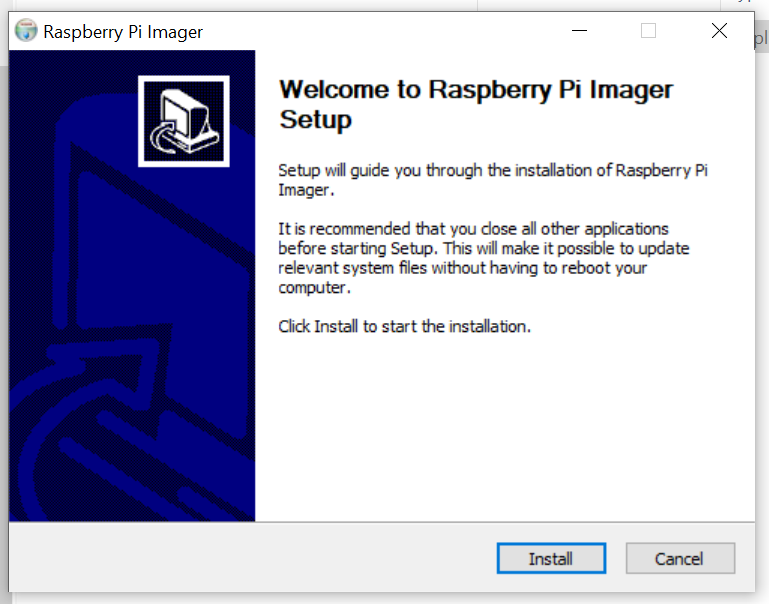 Raspberry Pi Imager
Welcome to Raspberry Pi Imager
Setup
Setup will guide you through the installation of Raspberry Pi
Imager.
It is recommended that you close all other applications
before starting Setup. This will make it possible to update
relevant system files without having to reboot your
computer.
Click Install to start the installation.
Install
Cancel